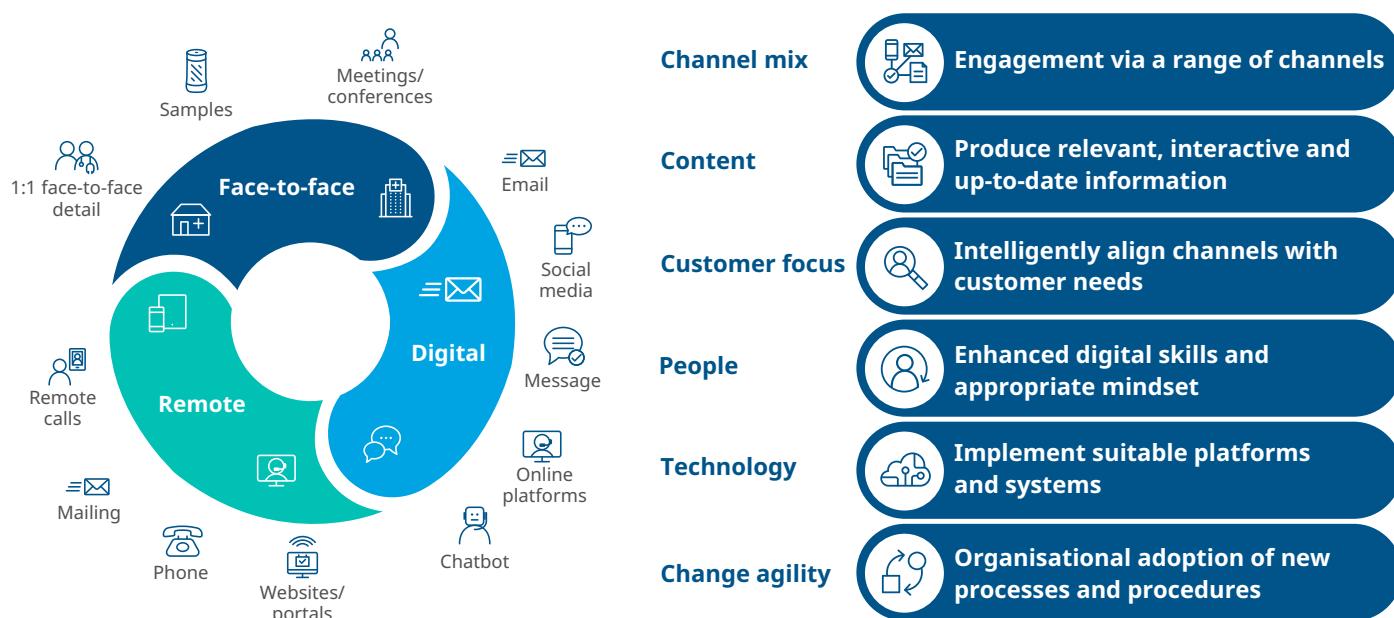 Samples
Meetings/
conferences
1:1 face-to-face
detail
Face-to-face
Email
Social
media
Digital
Message
Remote
Remote
calls
Online
platforms
Mailing
Chatbot
Phone
Websites/
portals
Channel mix
Engagement via a range of channels
Content
Produce relevant, interactive and
up-to-date information
Customer focus
Intelligently align channels with
customer needs
People
Enhanced digital skills and
appropriate mindset
Technology
Implement suitable platforms
and systems
Change agility
Organisational adoption of new
processes and procedures